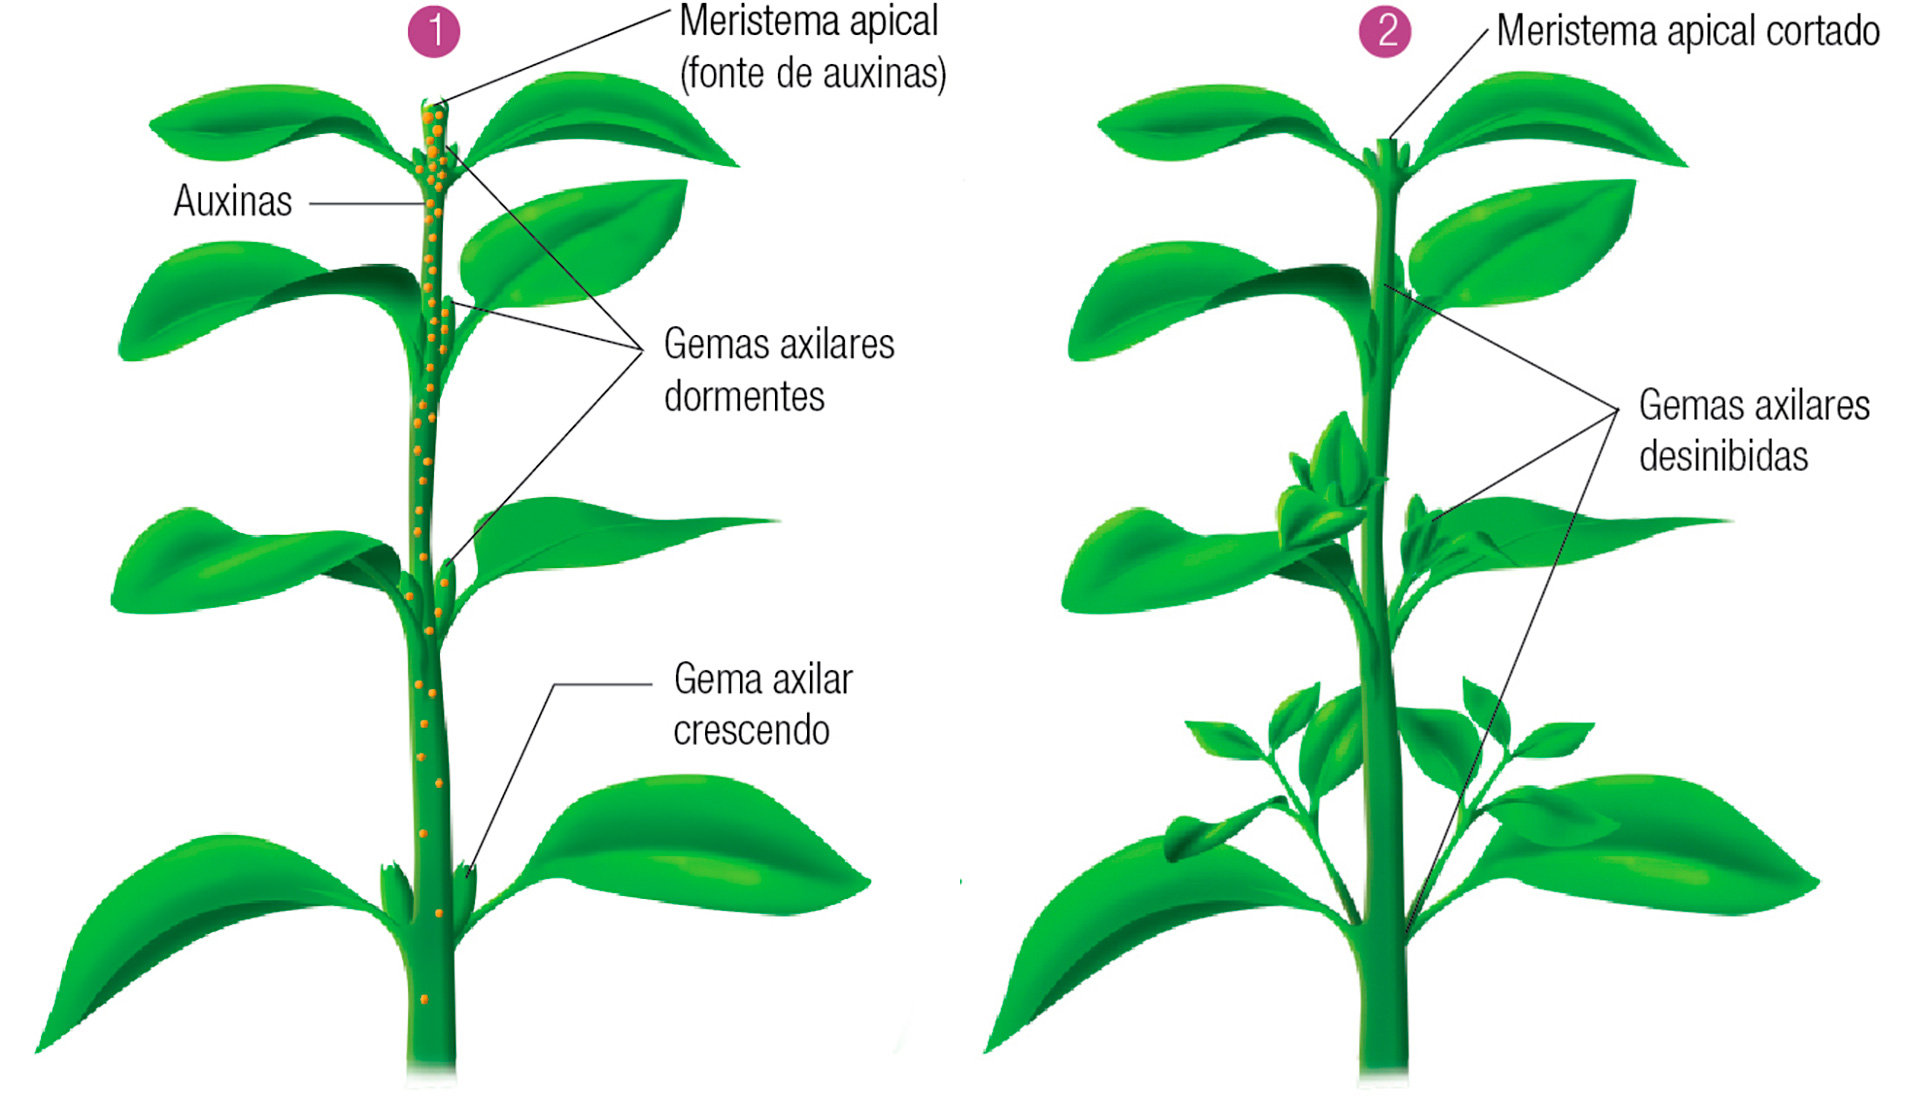 1
Meristema apical
(fonte de auxinas)
Auxinas
Gemas axilares
dormentes
Gema axilar
crescendo
2
Meristema apical cortado
Gemas axilares
desinibidas